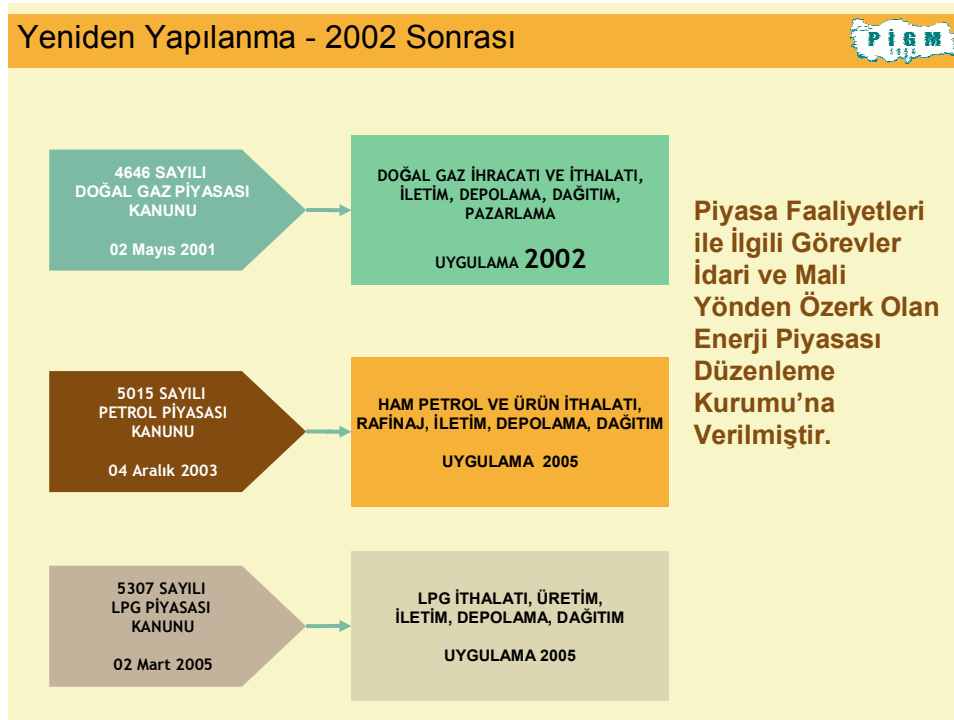 Yeniden Yapılanma - 2002 Sonrası
PİGM
1954
4646 SAYILI
DOĞAL GAZ PİYASASI
KANUNU
02 Mayıs 2001
DOĞAL GAZ İHRACATI VE İTHALATI,
İLETİM, DEPOLAMA, DAĞITIM,
PAZARLAMA
UYGULAMA 2002
5015 SAYILI
PETROL PİYASASI
KANUNU
04 Aralık 2003
HAM PETROL VE ÜRÜN İTHALATI,
RAFİNAJ, İLETİM, DEPOLAMA, DAĞITIM
UYGULAMA 2005
5307 SAYILI
LPG PİYASASI
KANUNU
02 Mart 2005
LPG İTHALATI, ÜRETİM,
İLETİM, DEPOLAMA, DAĞITIM
UYGULAMA 2005
Piyasa Faaliyetleri
ile İlgili Görevler
İdari ve Mali
Yönden Özerk Olan
Enerji Piyasası
Düzenleme
Kurumu’na
Verilmiştir.